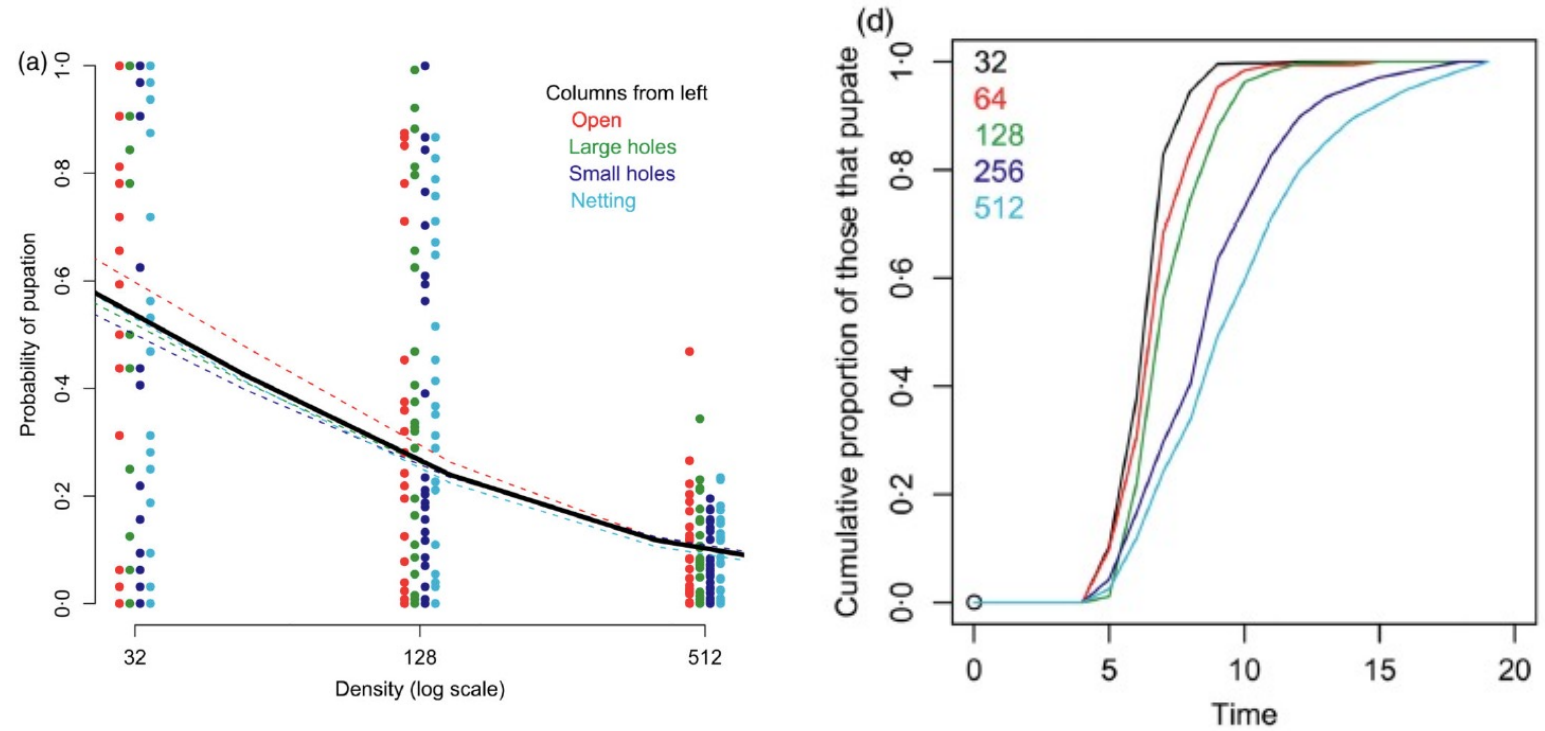 (a)
Probability of pupation
1·0
0·8
0·6
0·4
0·2
0·0
Columns from left
Open
Large holes
Small holes
Netting
32
128
512
Density (log scale)
(d)
Cumulative proportion of those that pupate
1·0
0·8
0·6
0·4
0·2
0·0
32
64
128
256
512
0
5
10
15
20
Time